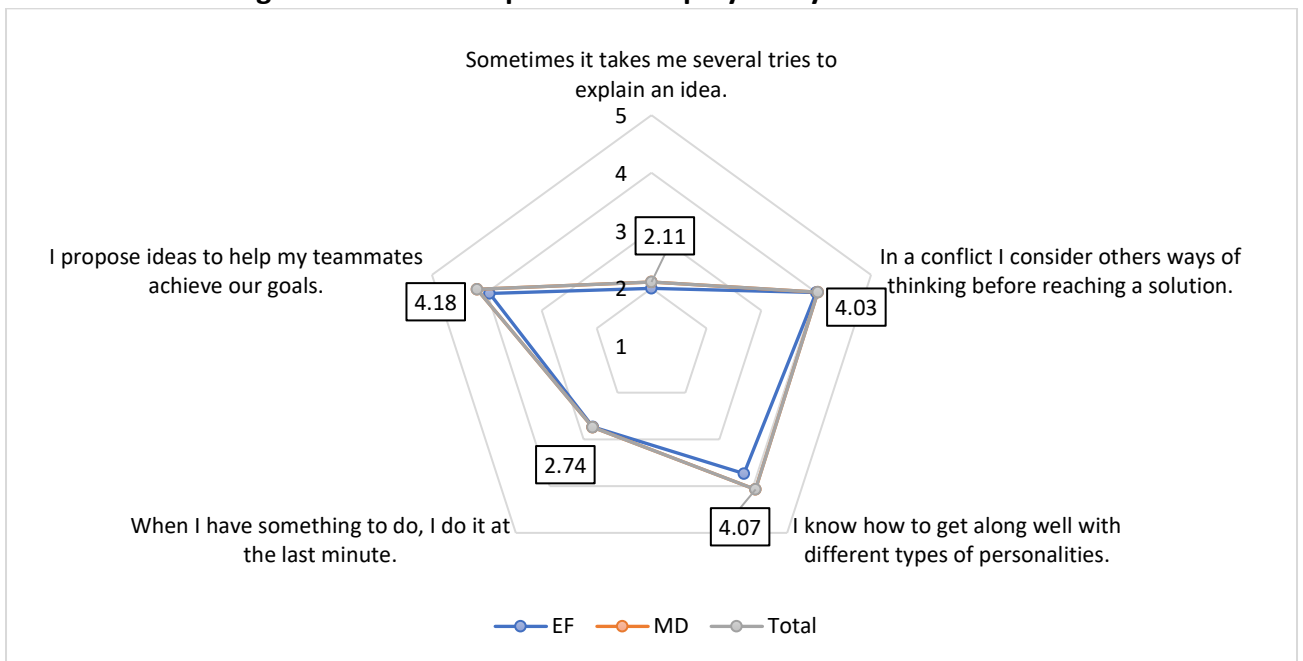 Sometimes it takes me several tries to
explain an idea.
5
4
3
2.11
2
1
I propose ideas to help my teammates
achieve our goals.
4.18
In a conflict I consider others ways of
thinking before reaching a solution.
4.03
2.74
When I have something to do, I do it at
the last minute.
4.07
I know how to get along well with
different types of personalities.
EF MD Total